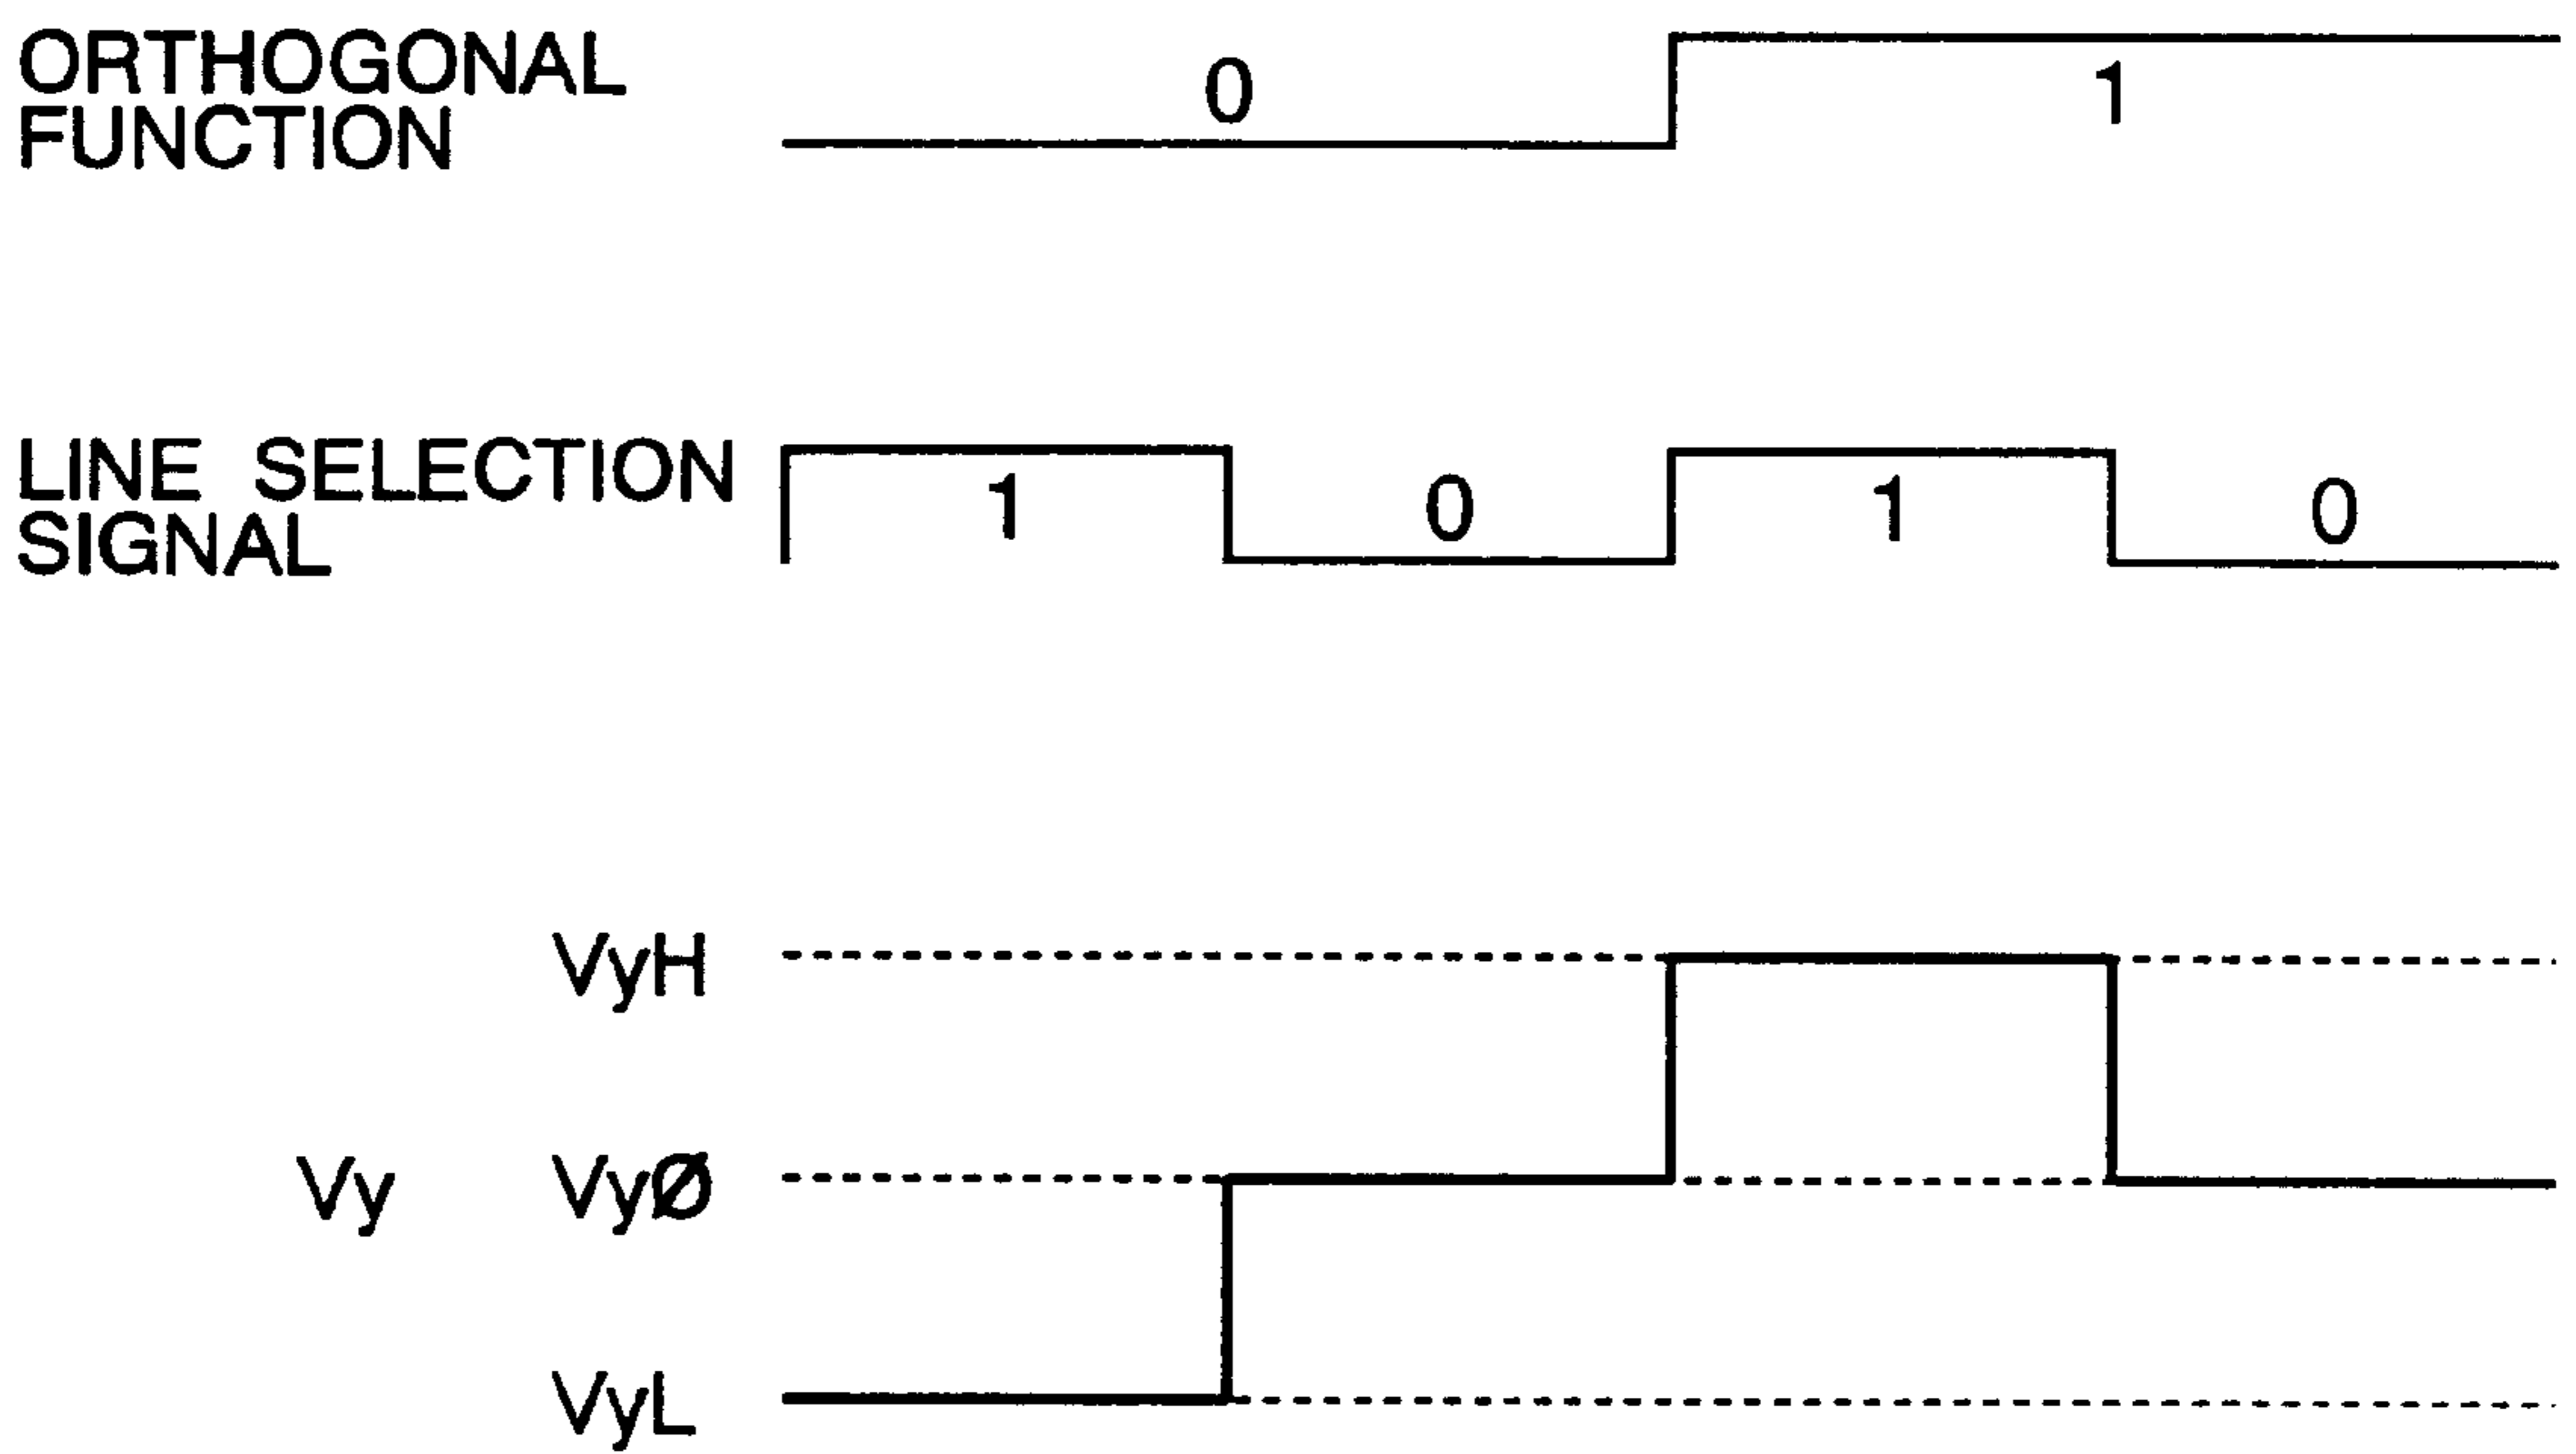 ORTHOGONAL
FUNCTION
0 1
LINE SELECTION
SIGNAL
1 0 1 0
VyH
Vy VyØ
VyL